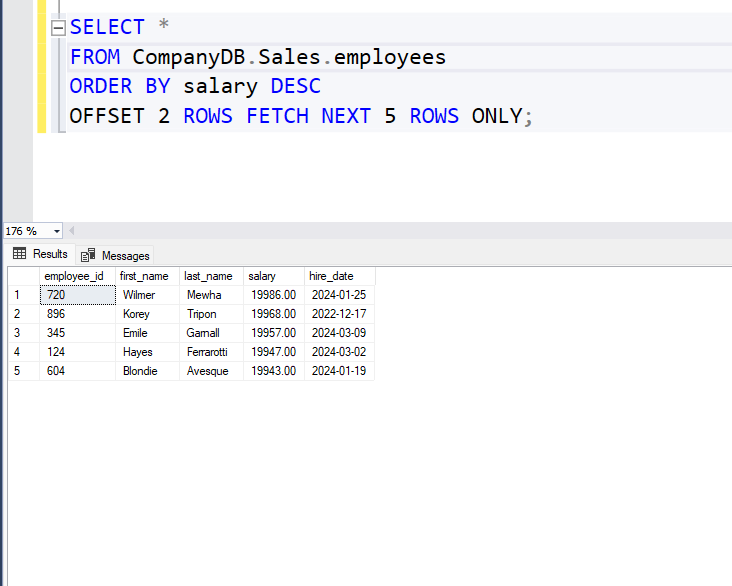 SELECT *
FROM CompanyDB.Sales.employees
ORDER BY salary DESC
OFFSET 2 ROWS FETCH NEXT 5 ROWS ONLY;
176 %
Results Messages
employee_id first_name last_name salary hire_date
1 720 Wilmer Mewha 19986.00 2024-01-25
2 896 Korey Tripon 19968.00 2022-12-17
3 345 Emile Gamall 19957.00 2024-03-09
4 124 Hayes Ferrarotti 19947.00 2024-03-02
5 604 Blondie Avesque 19943.00 2024-01-19